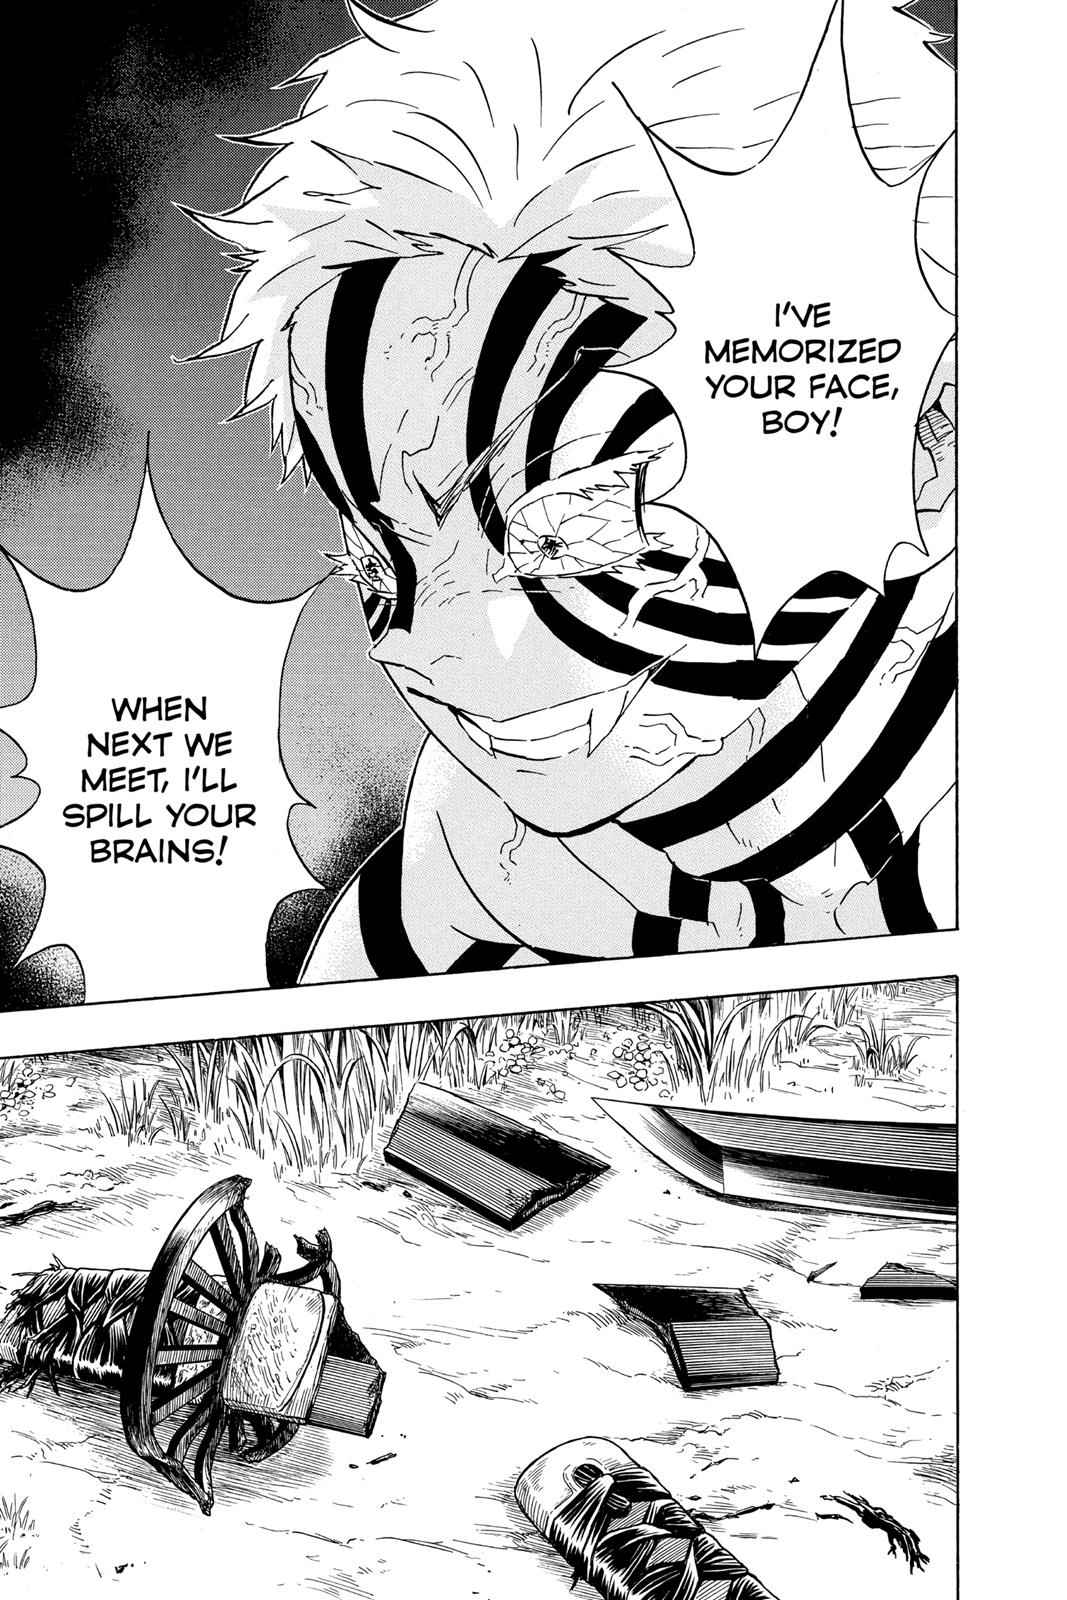 I'VE
MEMORIZED
YOUR FACE,
BOY!
WHEN
NEXT WE
MEET, I'LL
SPILL YOUR
BRAINS!